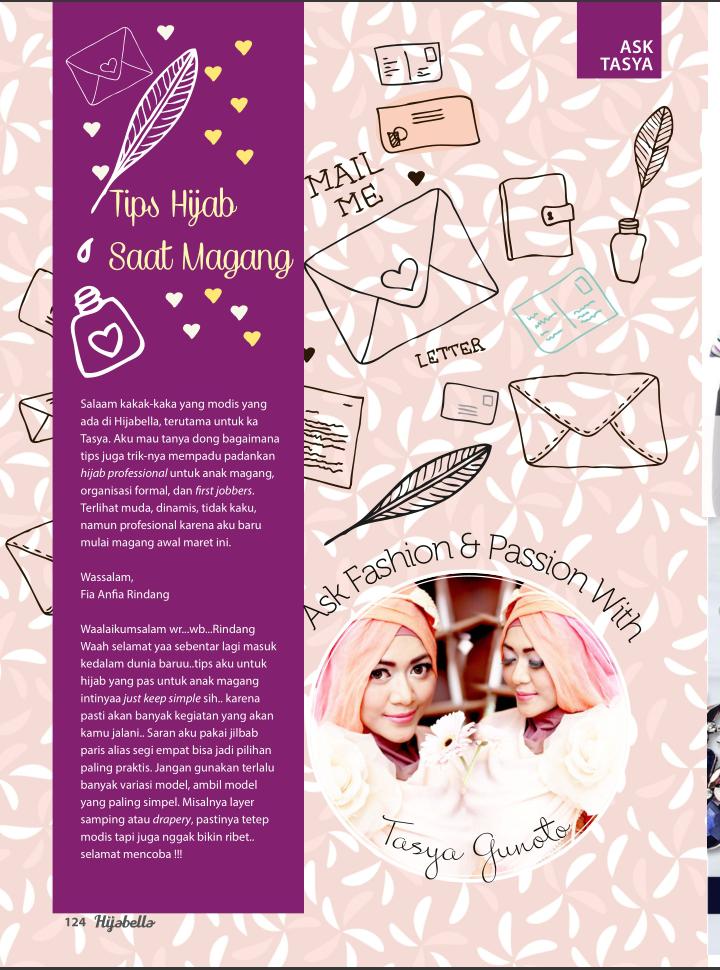 ASK
TASYA
Tips Hijab
Saat Magang
MAIL
ME
LETTER
Salaam kakak-kaka yang modis yang
ada di Hijabella, terutama untuk ka
Tasya. Aku mau tanya dong bagaimana
tips juga trik-nya mempadu padankan
hijab professional untuk anak magang,
organisasi formal, dan first jobbers.
Terlihat muda, dinamis, tidak kaku,
namun profesional karena aku baru
mulai magang awal maret ini.
Wassalam,
Fia Anfia Rindang
Waalaikumsalam wr...wb...Rindang
Waah selamat yaa sebentar lagi masuk
kedalam dunia baruu..tips aku untuk
hijab yang pas untuk anak magang
intinyaa just keep simple sih.. karena
pasti akan banyak kegiatan yang akan
kamu jalani.. Saran aku pakai jilbab
paris alias segi empat bisa jadi pilihan
paling praktis. Jangan gunakan terlalu
banyak variasi model, ambil model
yang paling simpel. Misalnya layer
samping atau drapery, pastinya tetep
modis tapi juga nggak bikin ribet..
selamat mencoba !!!
Ask Fashion & Passion With
Tasya Gunoto
124 Hijabella